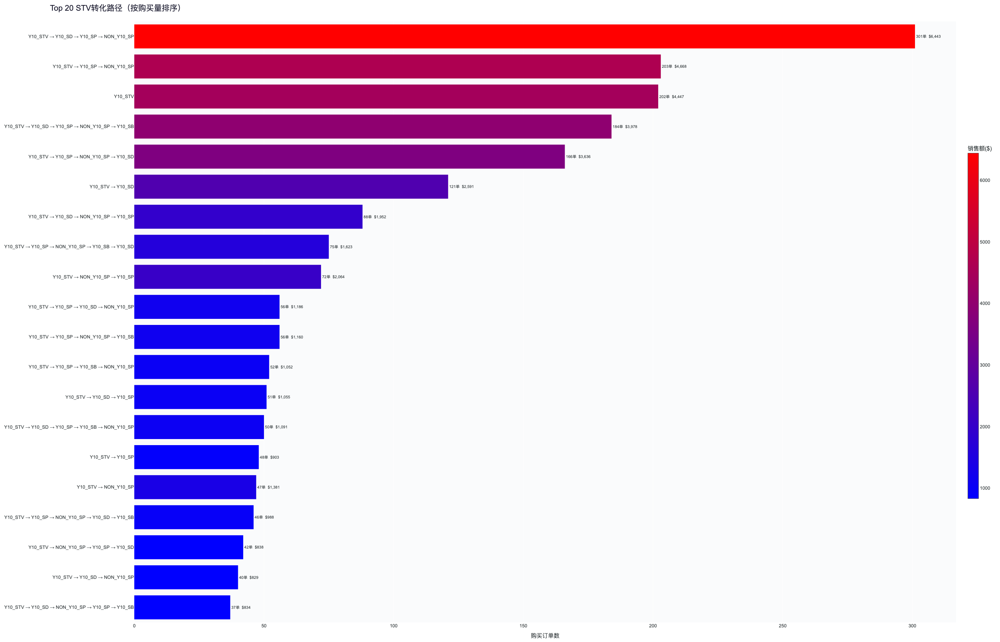 Top 20 STV转化路径（按购买量排序）
Y10_STV → Y10_SD → Y10_SP → NON_Y10_SP 301单 $6,443
Y10_STV → Y10_SP → NON_Y10_SP 203单 $4,668
Y10_STV 202单 $4,447
Y10_STV → Y10_SD → Y10_SP → NON_Y10_SP → Y10_SB 184单 $3,978
Y10_STV → Y10_SP → NON_Y10_SP → Y10_SD 166单 $3,636
Y10_STV → Y10_SD 121单 $2,591
Y10_STV → Y10_SD → NON_Y10_SP → Y10_SP 88单 $1,952
Y10_STV → Y10_SP → NON_Y10_SP → Y10_SB → Y10_SD 75单 $1,623
Y10_STV → NON_Y10_SP → Y10_SP 72单 $2,064
Y10_STV → Y10_SP → Y10_SD → NON_Y10_SP 56单 $1,186
Y10_STV → Y10_SP → NON_Y10_SP → Y10_SB 56单 $1,160
Y10_STV → Y10_SP → Y10_SB → NON_Y10_SP 52单 $1,052
Y10_STV → Y10_SD → Y10_SP 51单 $1,055
Y10_STV → Y10_SD → Y10_SP → Y10_SB → NON_Y10_SP 50单 $1,091
Y10_STV → Y10_SP 48单 $903
Y10_STV → NON_Y10_SP 47单 $1,381
Y10_STV → Y10_SP → NON_Y10_SP → Y10_SD → Y10_SB 46单 $988
Y10_STV → NON_Y10_SP → Y10_SP → Y10_SD 42单 $838
Y10_STV → Y10_SD → NON_Y10_SP 40单 $829
Y10_STV → Y10_SD → NON_Y10_SP → Y10_SP → Y10_SB 37单 $834
0 50 100 150 200 250 300
购买订单数
销售额($)
6000
5000
4000
3000
2000
1000